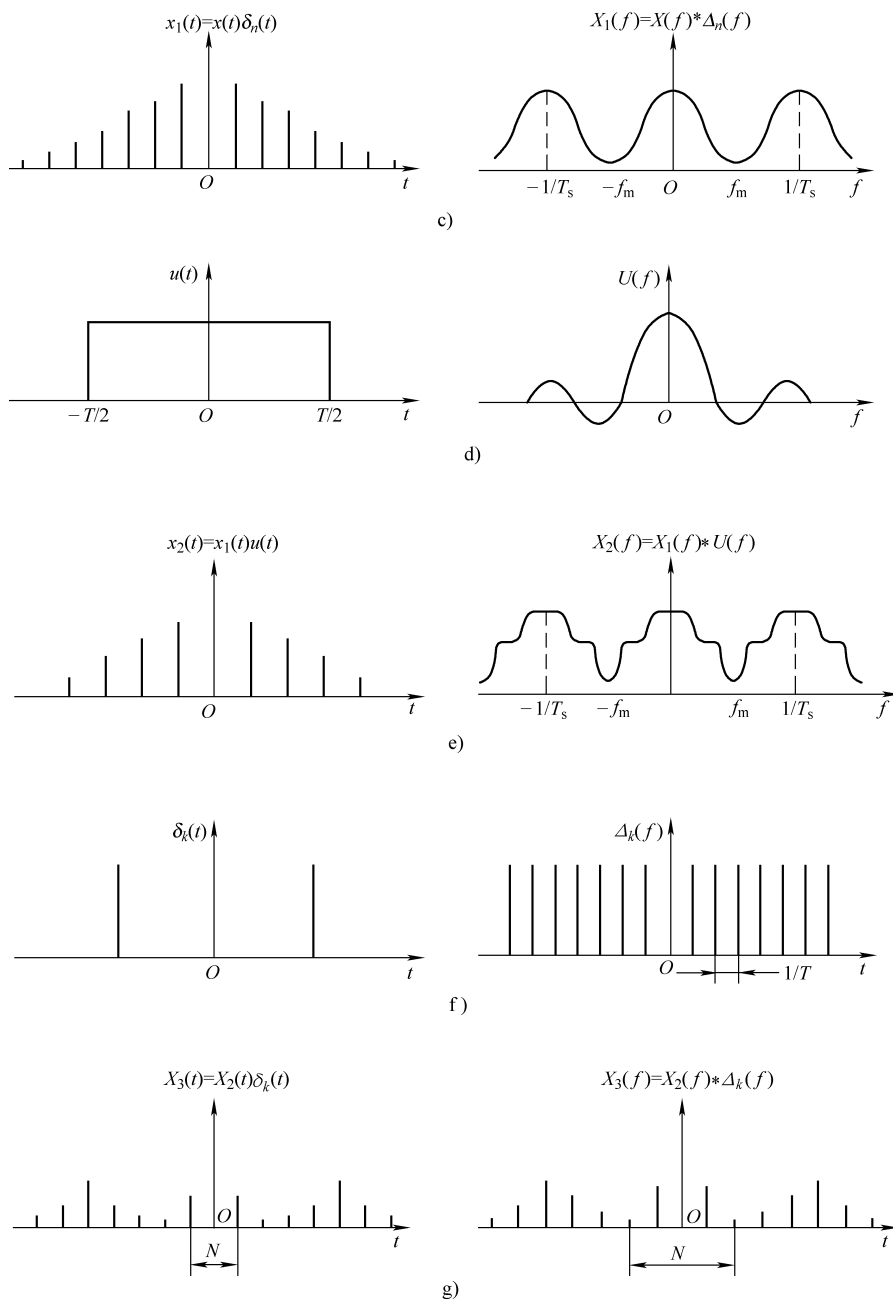 x₁(t)=x(t)δₙ(t)
X₁(f)=X(f)*Δₙ(f)
O
t
−1/Tₛ
−fₘ
O
fₘ
1/Tₛ
f
c)
u(t)
U(f)
−T/2
O
T/2
t
O
f
d)
x₂(t)=x₁(t)u(t)
X₂(f)=X₁(f)*U(f)
O
t
−1/Tₛ
−fₘ
fₘ
1/Tₛ
f
e)
δₖ(t)
Δₖ(f)
O
t
O
1/T
t
f)
X₃(t)=X₂(t)δₖ(t)
X₃(f)=X₂(f)*Δₖ(f)
O
t
O
t
N
N
g)